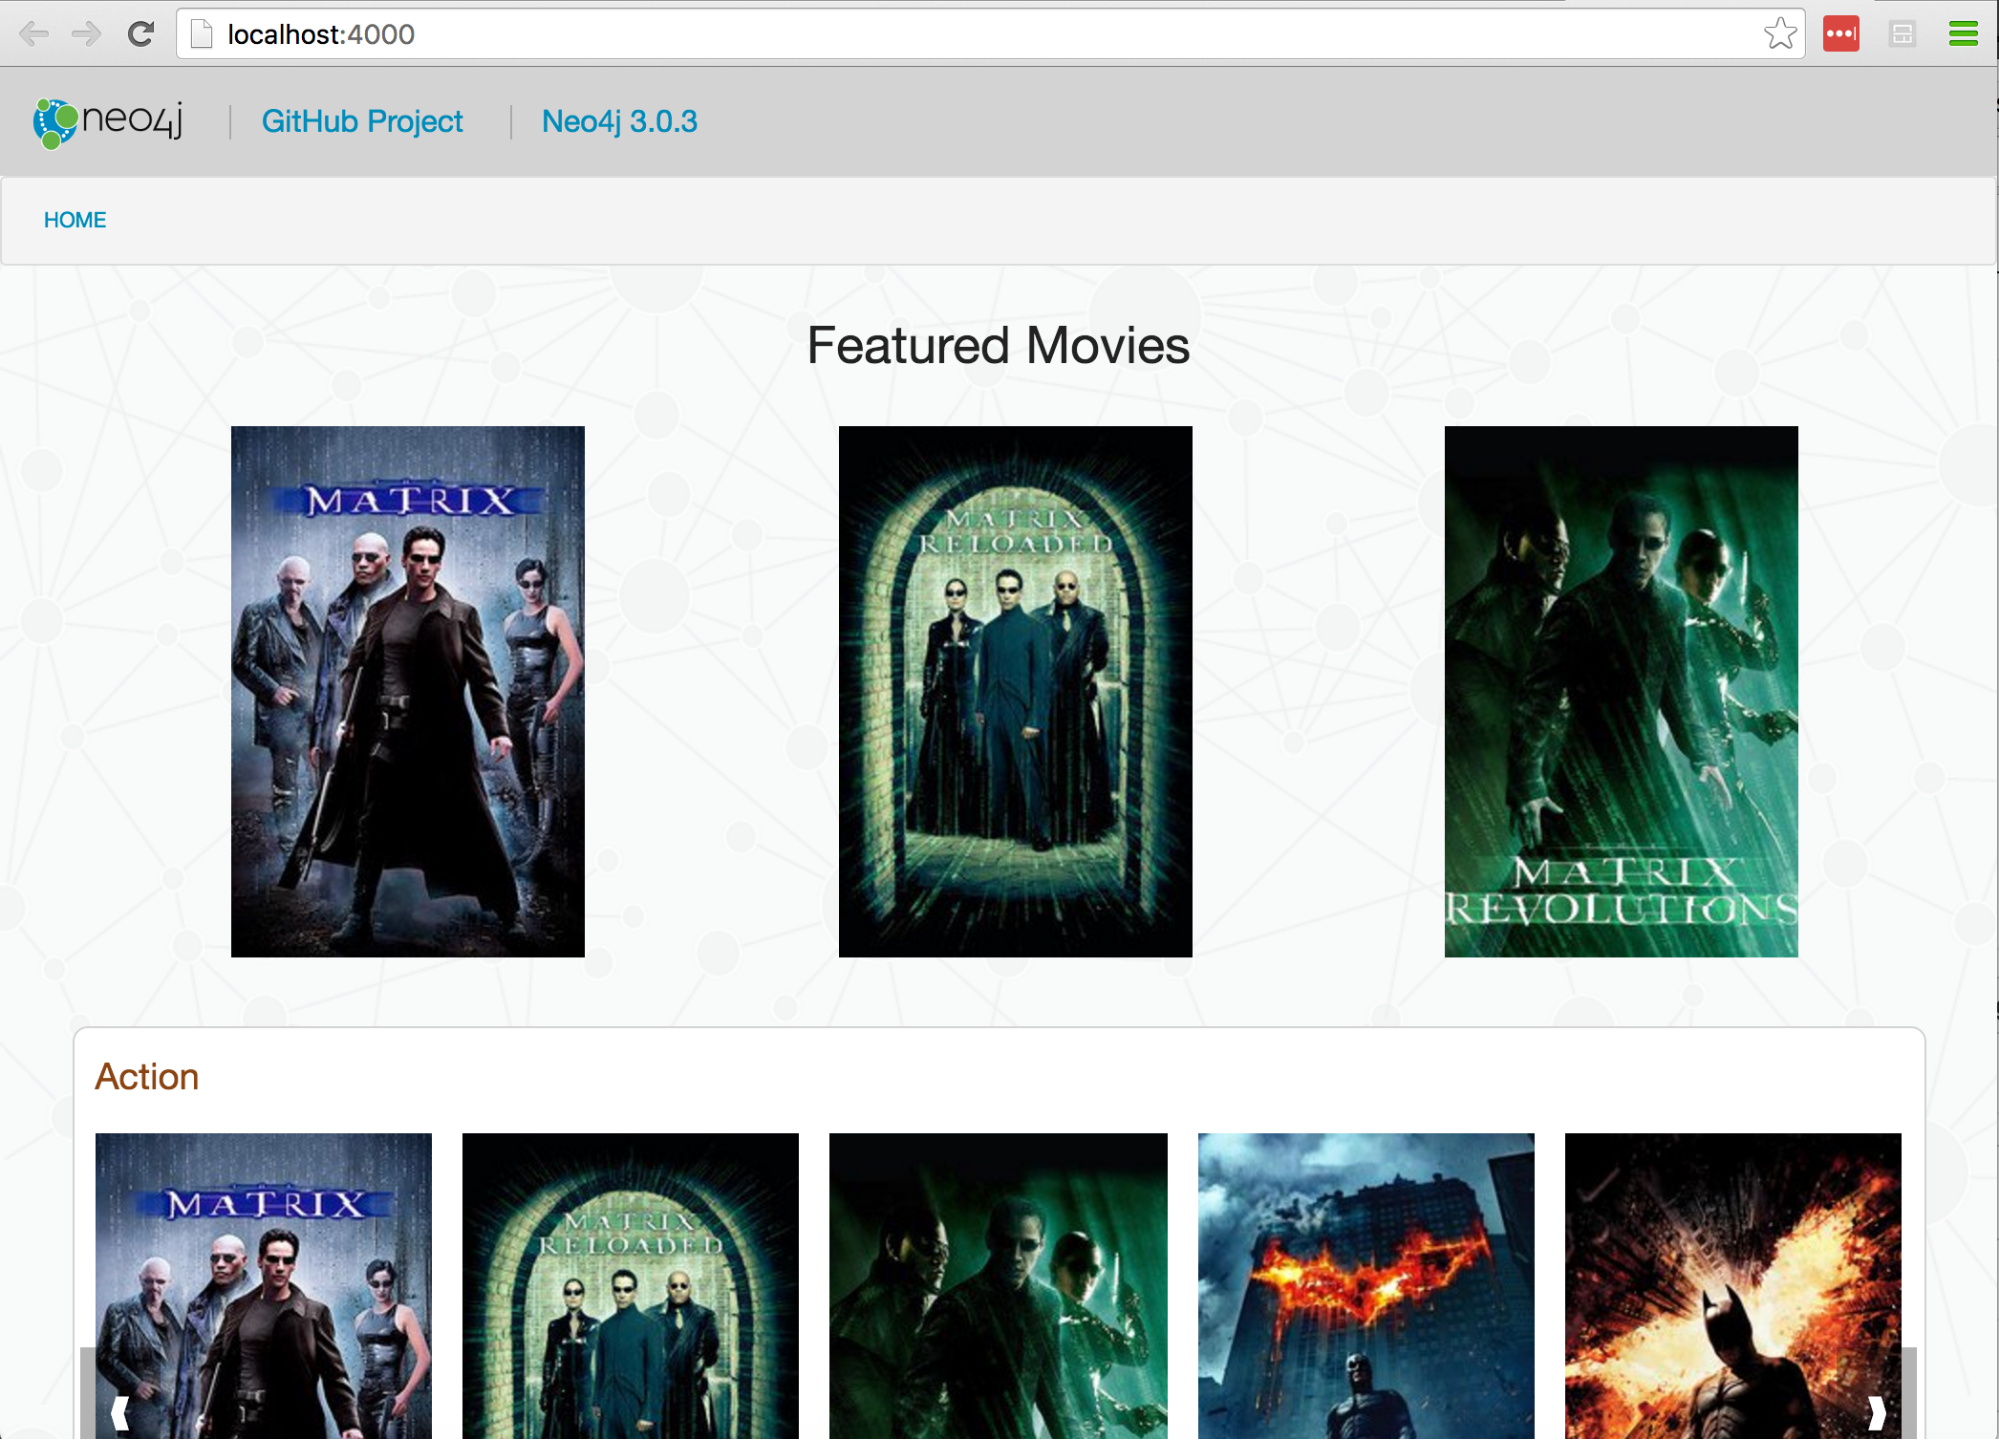 localhost:4000
neo4j
GitHub Project
Neo4j 3.0.3
HOME
Featured Movies
MATRIX
MATRIX
RELOADED
MATRIX
REVOLUTIONS
Action
MATRIX
MATRIX
RELOADED